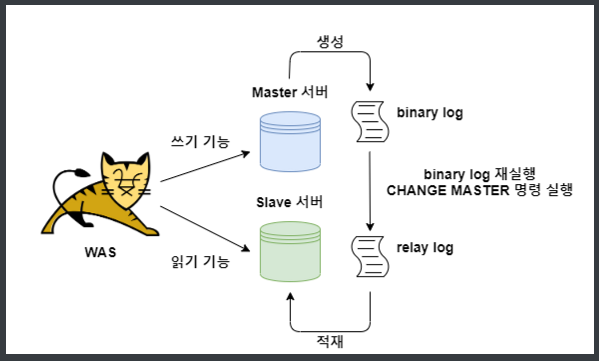 생성
Master 서버
binary log
쓰기 기능
binary log 재실행
CHANGE MASTER 명령 실행
Slave 서버
WAS
읽기 기능
relay log
적재